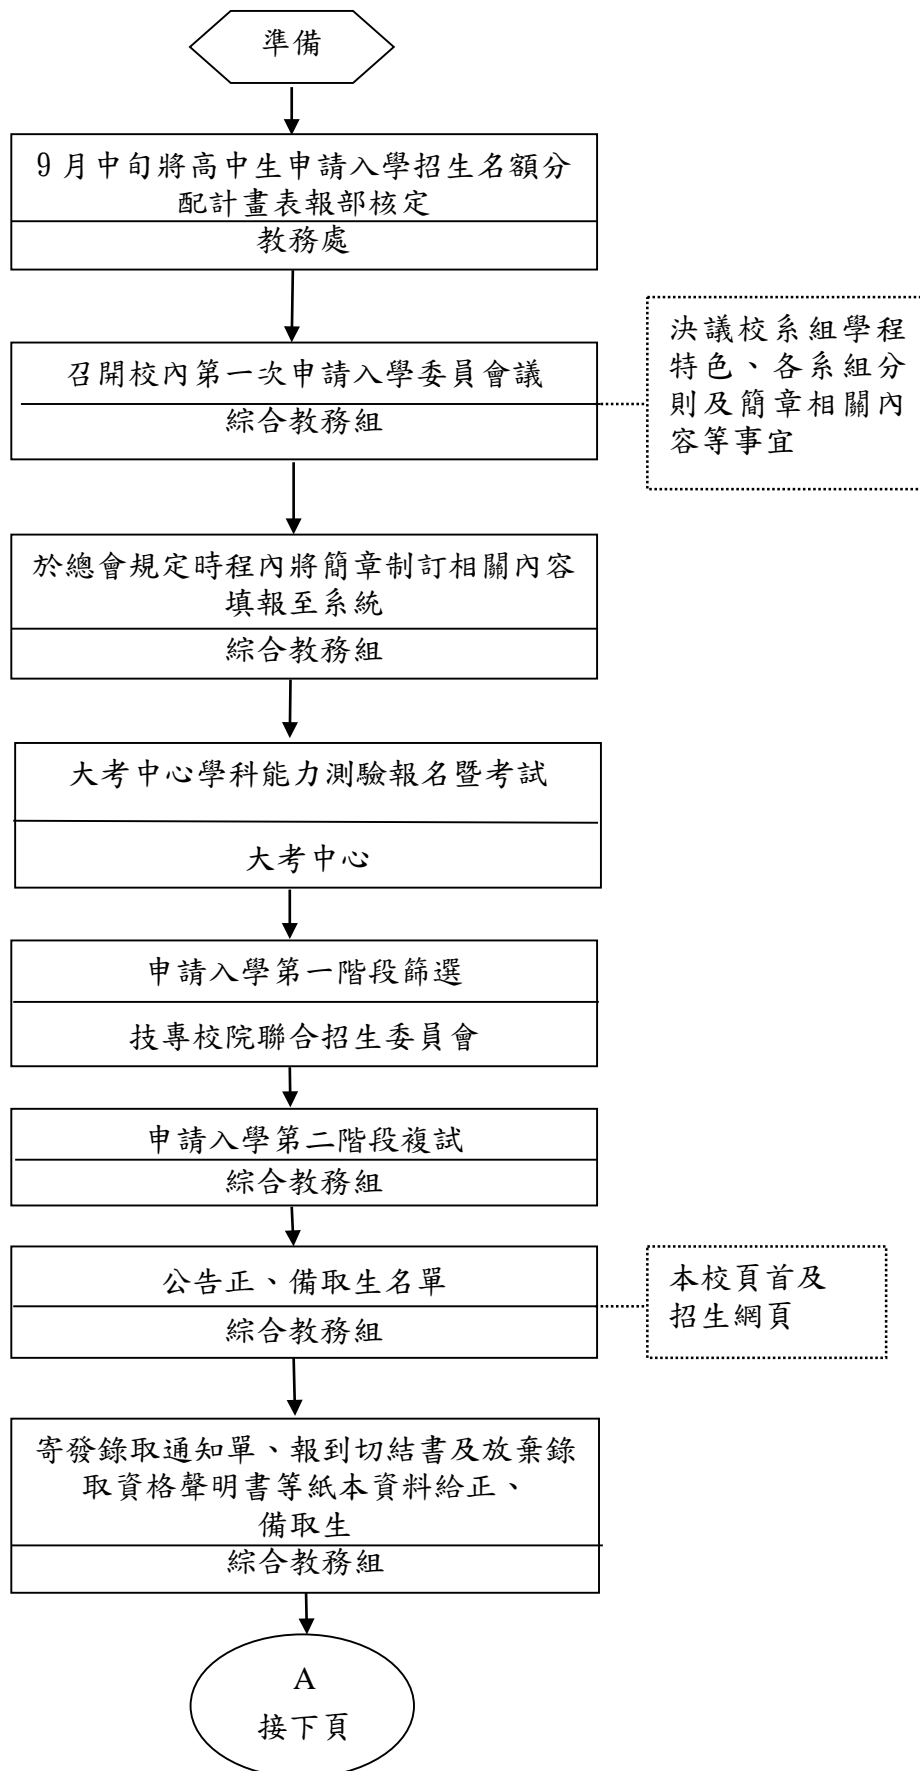 準備
9 月中旬將高中生申請入學招生名額分
配計畫表報部核定
教務處
召開校內第一次申請入學委員會議
綜合教務組
決議校系組學程
特色、各系組分
則及簡章相關內
容等事宜
於總會規定時程內將簡章制訂相關內容
填報至系統
綜合教務組
大考中心學科能力測驗報名暨考試
大考中心
申請入學第一階段篩選
技專校院聯合招生委員會
申請入學第二階段複試
綜合教務組
公告正、備取生名單
綜合教務組
本校頁首及
招生網頁
寄發錄取通知單、報到切結書及放棄錄
取資格聲明書等紙本資料給正、
備取生
綜合教務組
A
接下頁